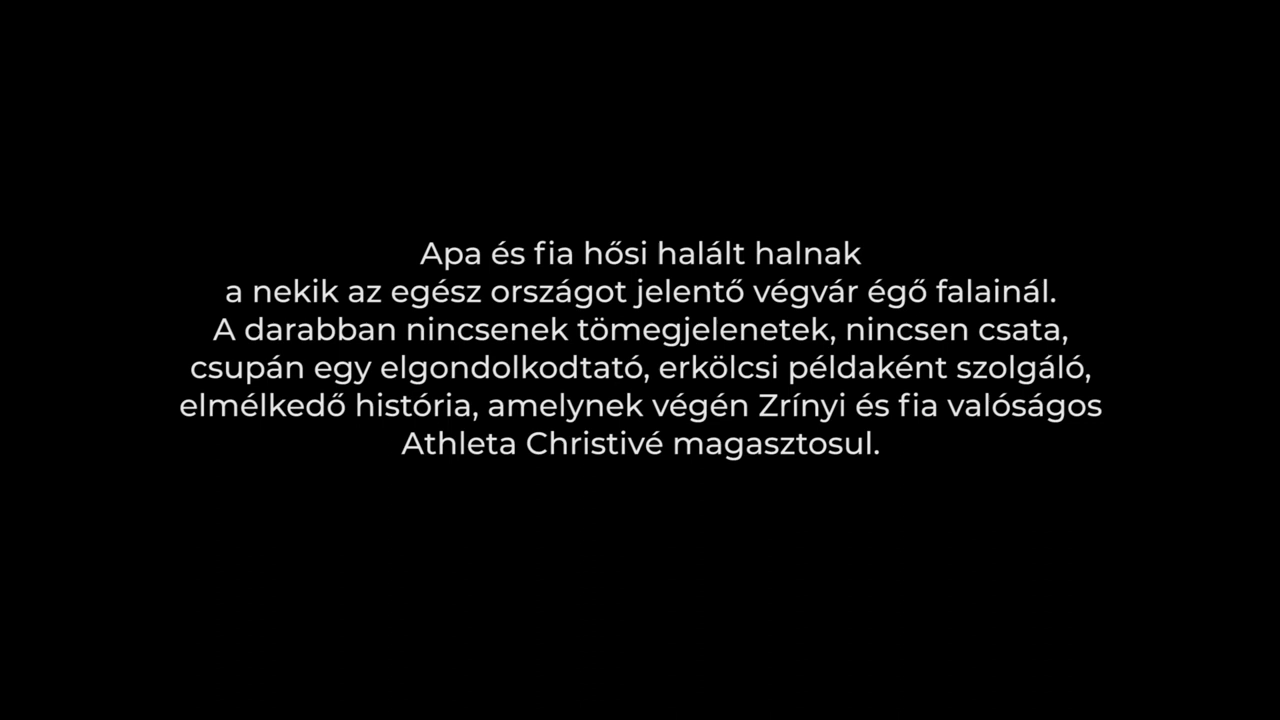 Apa és fia hősi halált halnak
a nekik az egész országot jelentő végvár égő falainál.
A darabban nincsenek tömegjelenetek, nincsen csata,
csupán egy elgondolkodtató, erkölcsi példaként szolgáló,
elmélkedő história, amelynek végén Zrínyi és fia valóságos
Athleta Christivé magasztosul.